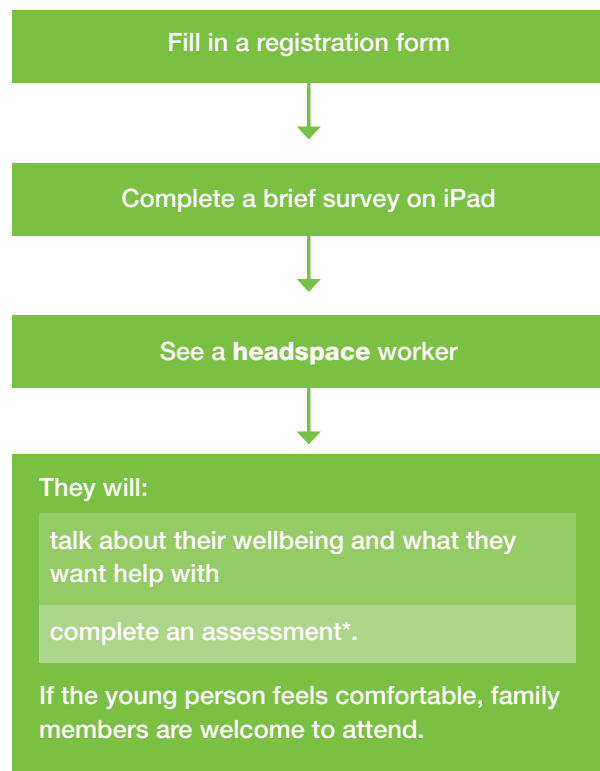 Fill in a registration form
Complete a brief survey on iPad
See a headspace worker
They will:
talk about their wellbeing and what they
want help with
complete an assessment*.
If the young person feels comfortable, family
members are welcome to attend.